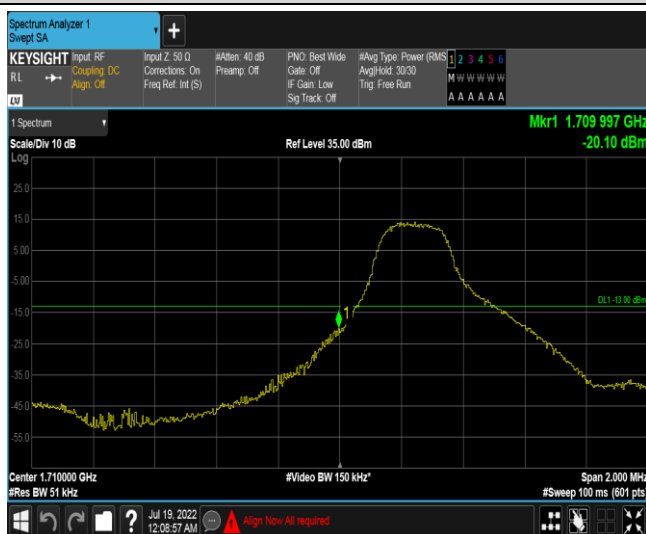 Spectrum Analyzer 1
Swept SA
+
KEYSIGHT
RL
LXI
Input: RF
Coupling: DC
Align: Off
Input Z: 50 Ω
Corrections: On
Freq Ref: Int (S)
#Atten: 40 dB
Preamp: Off
PNO: Best Wide
Gate: Off
IF Gain: Low
Sig Track: Off
#Avg Type: Power (RMS
Avg|Hold: 30/30
Trig: Free Run
1 2 3 4 5 6
M W W W W W
A A A A A A
1 Spectrum
Mkr1 1.709 997 GHz
Scale/Div 10 dB
Ref Level 35.00 dBm
-20.10 dBm
Log
25.0
15.0
5.00
-5.00
DL1 -13.00 dBm
1
-15.0
-25.0
-35.0
-45.0
-55.0
Center 1.710000 GHz
#Video BW 150 kHz*
Span 2.000 MHz
#Res BW 51 kHz
#Sweep 100 ms (601 pts)
?
Jul 19, 2022
12:08:57 AM
Align Now All required